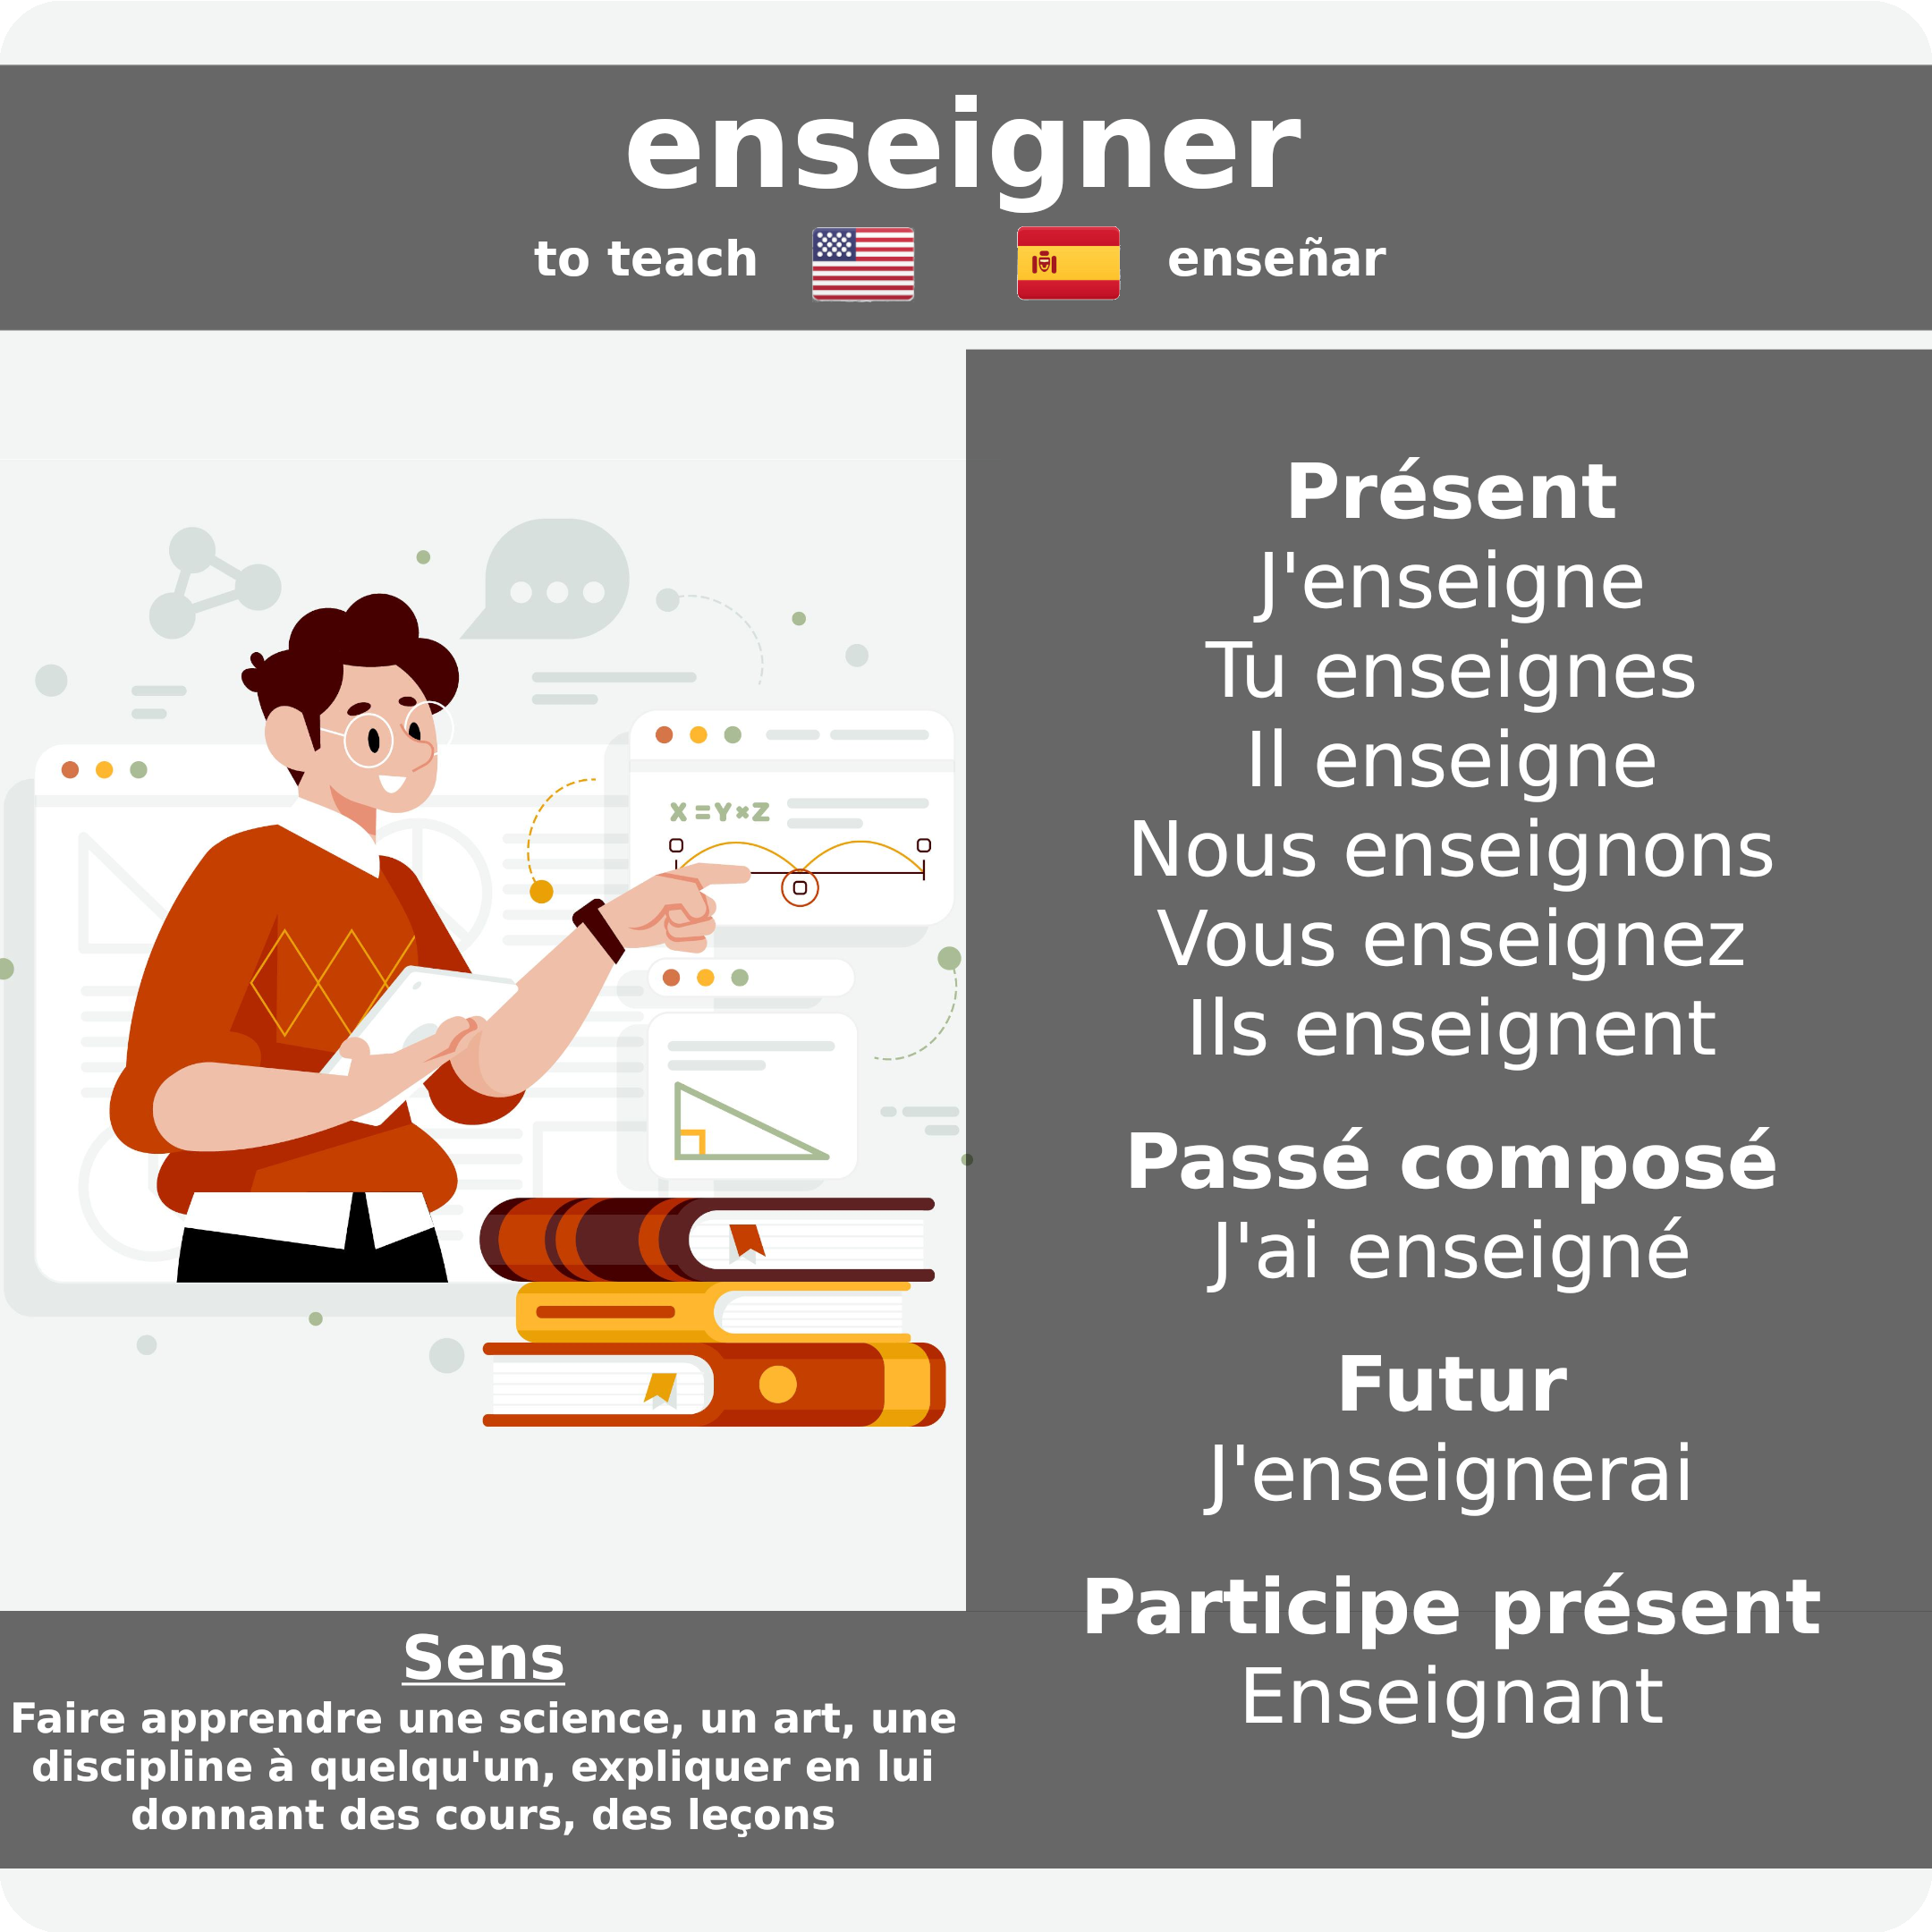 enseigner
to teach enseñar
Présent
J'enseigne
Tu enseignes
Il enseigne
Nous enseignons
Vous enseignez
Ils enseignent
Passé composé
J'ai enseigné
Futur
J'enseignerai
Participe présent
Enseignant
X =Y×Z
Sens
Faire apprendre une science, un art, une
discipline à quelqu'un, expliquer en lui
donnant des cours, des leçons